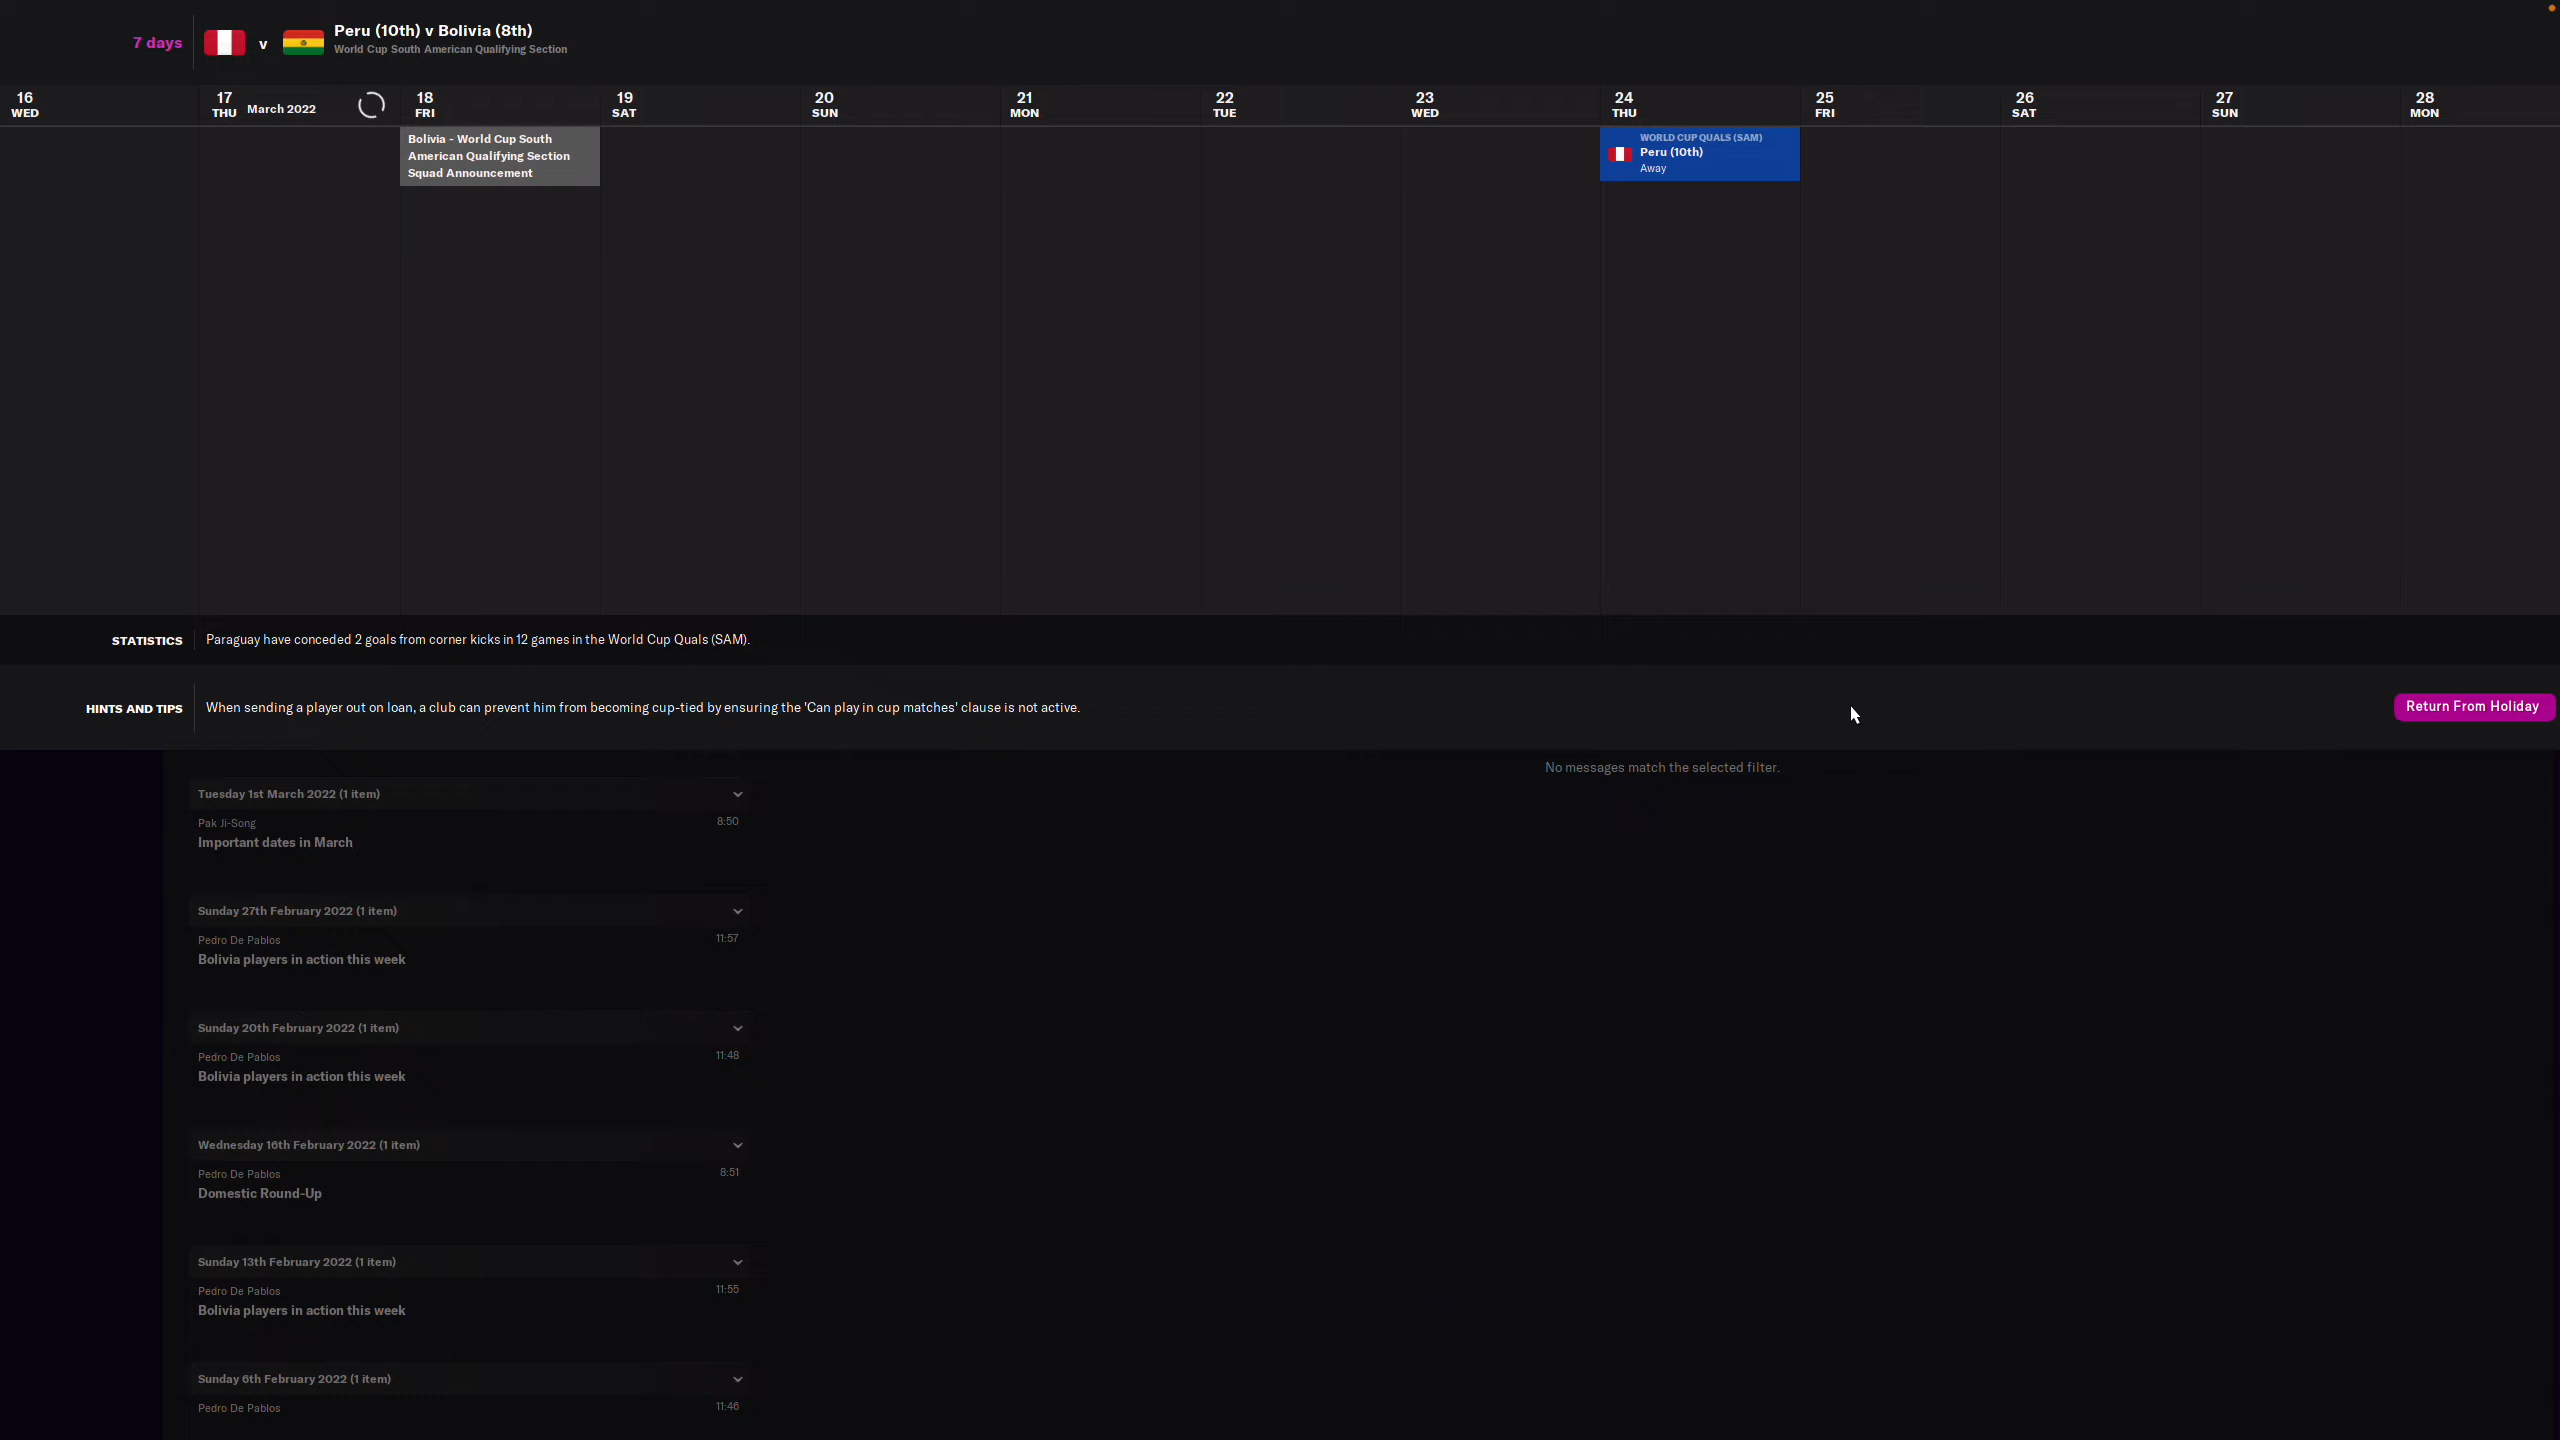 7 days
v
Peru (10th) v Bolivia (8th)
World Cup South American Qualifying Section
16
WED
17
THU
March 2022
18
FRI
19
SAT
20
SUN
21
MON
22
TUE
23
WED
24
THU
25
FRI
26
SAT
27
SUN
28
MON
Bolivia - World Cup South
American Qualifying Section
Squad Announcement
WORLD CUP QUALS (SAM)
Peru (10th)
Away
STATISTICS
Paraguay have conceded 2 goals from corner kicks in 12 games in the World Cup Quals (SAM).
HINTS AND TIPS
When sending a player out on loan, a club can prevent him from becoming cup-tied by ensuring the 'Can play in cup matches' clause is not active.
Return From Holiday
No messages match the selected filter.
Tuesday 1st March 2022 (1 item)
Pak Ji-Song
8:50
Important dates in March
Sunday 27th February 2022 (1 item)
Pedro De Pablos
11:57
Bolivia players in action this week
Sunday 20th February 2022 (1 item)
Pedro De Pablos
11:48
Bolivia players in action this week
Wednesday 16th February 2022 (1 item)
Pedro De Pablos
8:51
Domestic Round-Up
Sunday 13th February 2022 (1 item)
Pedro De Pablos
11:55
Bolivia players in action this week
Sunday 6th February 2022 (1 item)
Pedro De Pablos
11:46